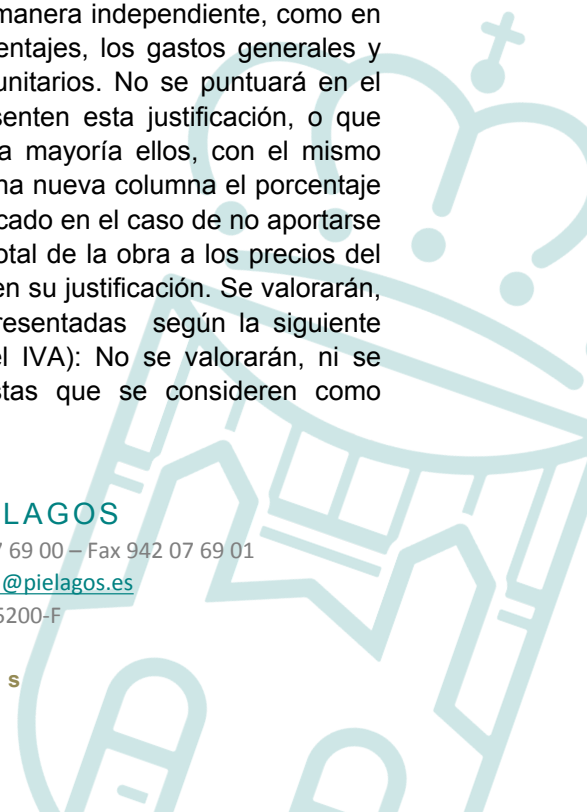 manera independiente, como en
entajes, los gastos generales y
unitarios. No se puntuará en el
senten esta justificación, o que
a mayoría ellos, con el mismo
na nueva columna el porcentaje
cado en el caso de no aportarse
otal de la obra a los precios del
en su justificación. Se valorarán,
resentadas según la siguiente
el IVA): No se valorarán, ni se
stas que se consideren como
LAGOS
7 69 00 – Fax 942 07 69 01
@pielagos.es
5200-F
s